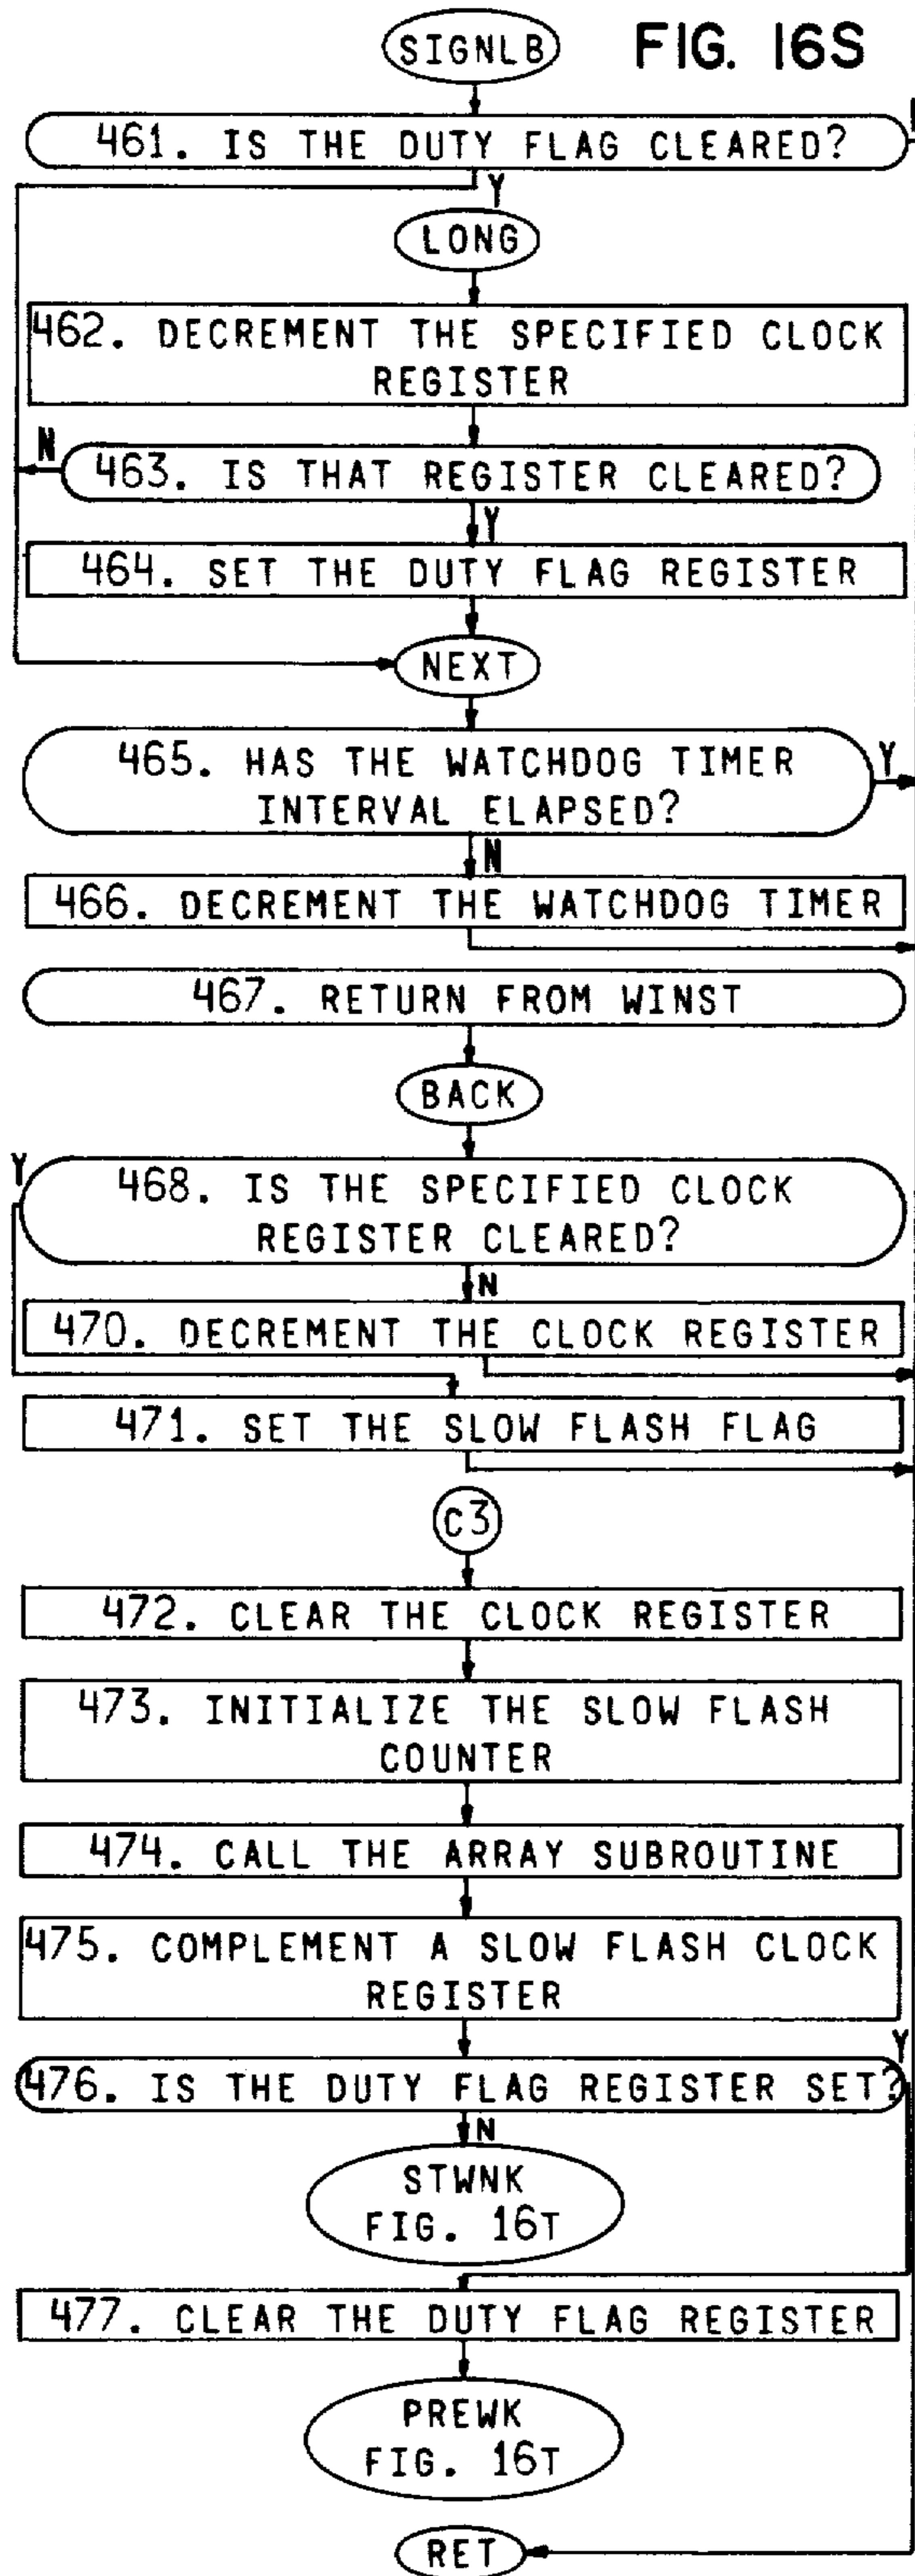 SIGNLB
FIG. 16S
461. IS THE DUTY FLAG CLEARED?
Y
LONG
462. DECREMENT THE SPECIFIED CLOCK
REGISTER
N
463. IS THAT REGISTER CLEARED?
Y
464. SET THE DUTY FLAG REGISTER
NEXT
465. HAS THE WATCHDOG TIMER
INTERVAL ELAPSED?
Y
N
466. DECREMENT THE WATCHDOG TIMER
467. RETURN FROM WINST
BACK
Y
468. IS THE SPECIFIED CLOCK
REGISTER CLEARED?
N
470. DECREMENT THE CLOCK REGISTER
471. SET THE SLOW FLASH FLAG
C3
472. CLEAR THE CLOCK REGISTER
473. INITIALIZE THE SLOW FLASH
COUNTER
474. CALL THE ARRAY SUBROUTINE
475. COMPLEMENT A SLOW FLASH CLOCK
REGISTER
Y
476. IS THE DUTY FLAG REGISTER SET?
N
STWNK
FIG. 16T
477. CLEAR THE DUTY FLAG REGISTER
PREWK
FIG. 16T
RET